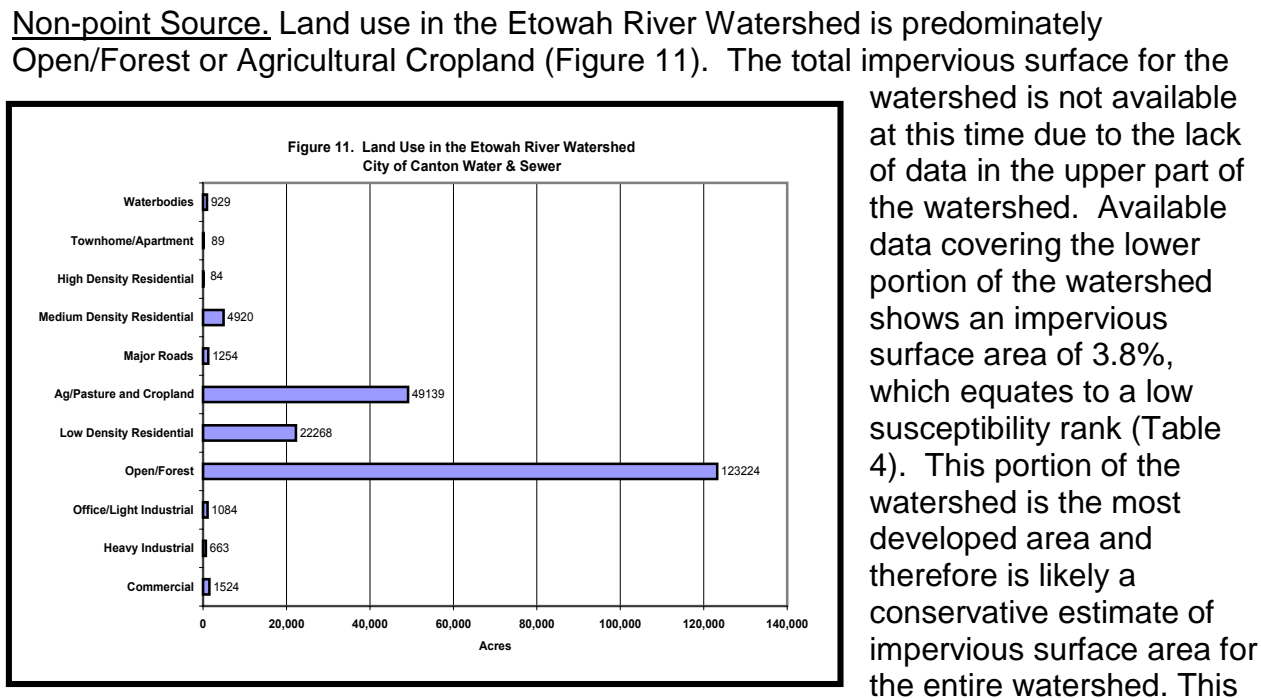 Non-point Source. Land use in the Etowah River Watershed is predominately
Open/Forest or Agricultural Cropland (Figure 11). The total impervious surface for the
watershed is not available
at this time due to the lack
of data in the upper part of
the watershed. Available
data covering the lower
portion of the watershed
shows an impervious
surface area of 3.8%,
which equates to a low
susceptibility rank (Table
4). This portion of the
watershed is the most
developed area and
therefore is likely a
conservative estimate of
impervious surface area for
the entire watershed. This
Figure 11. Land Use in the Etowah River Watershed
City of Canton Water & Sewer
Waterbodies 929
Townhome/Apartment 89
High Density Residential 84
Medium Density Residential 4920
Major Roads 1254
Ag/Pasture and Cropland 49139
Low Density Residential 22268
Open/Forest 123224
Office/Light Industrial 1084
Heavy Industrial 663
Commercial 1524
0 20,000 40,000 60,000 80,000 100,000 120,000 140,000
Acres